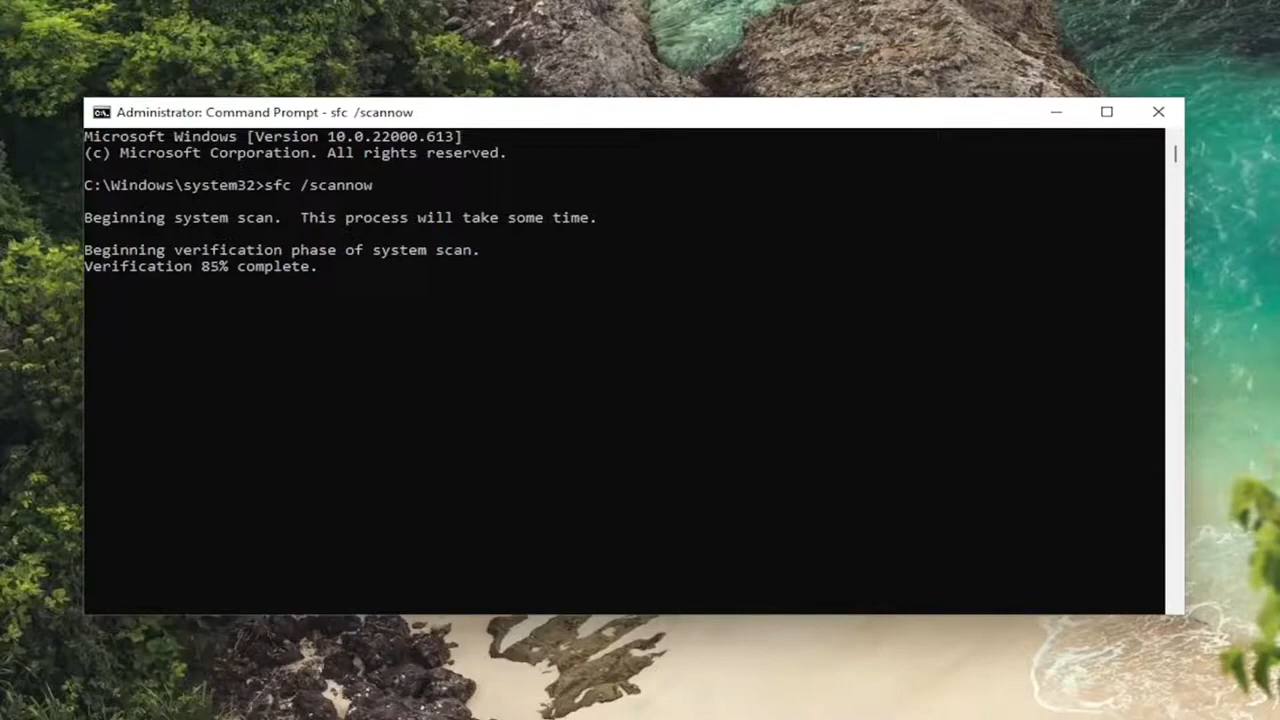 Administrator: Command Prompt - sfc  /scannow
Microsoft Windows [Version 10.0.22000.613]
(c) Microsoft Corporation. All rights reserved.
C:\Windows\system32>sfc /scannow
Beginning system scan.  This process will take some time.
Beginning verification phase of system scan.
Verification 85% complete.